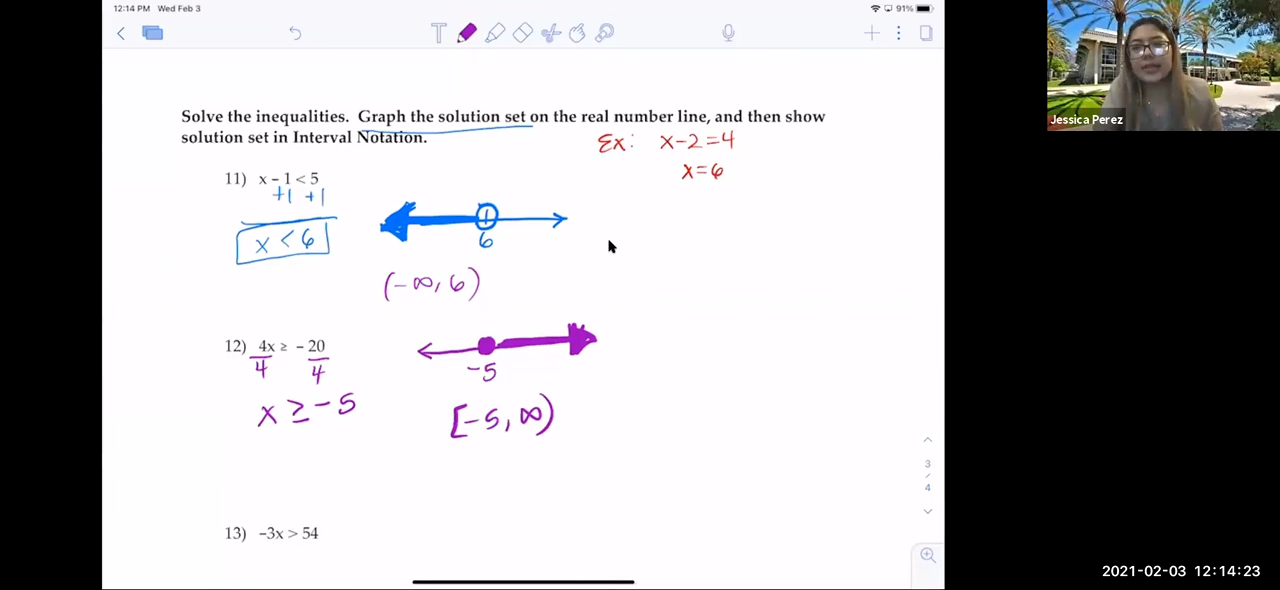 12:14 PM Wed Feb 3
91%
T
Jessica Perez
Solve the inequalities. Graph the solution set on the real number line, and then show
solution set in Interval Notation.
Ex: x-2=4
x=6
11) x - 1 < 5
+1 +1
x < 6
6
(-∞, 6)
12) 4x ≥ - 20
4 4
-5
x ≥ -5
[-5, ∞)
3
/
4
13) -3x > 54
2021-02-03 12:14:23